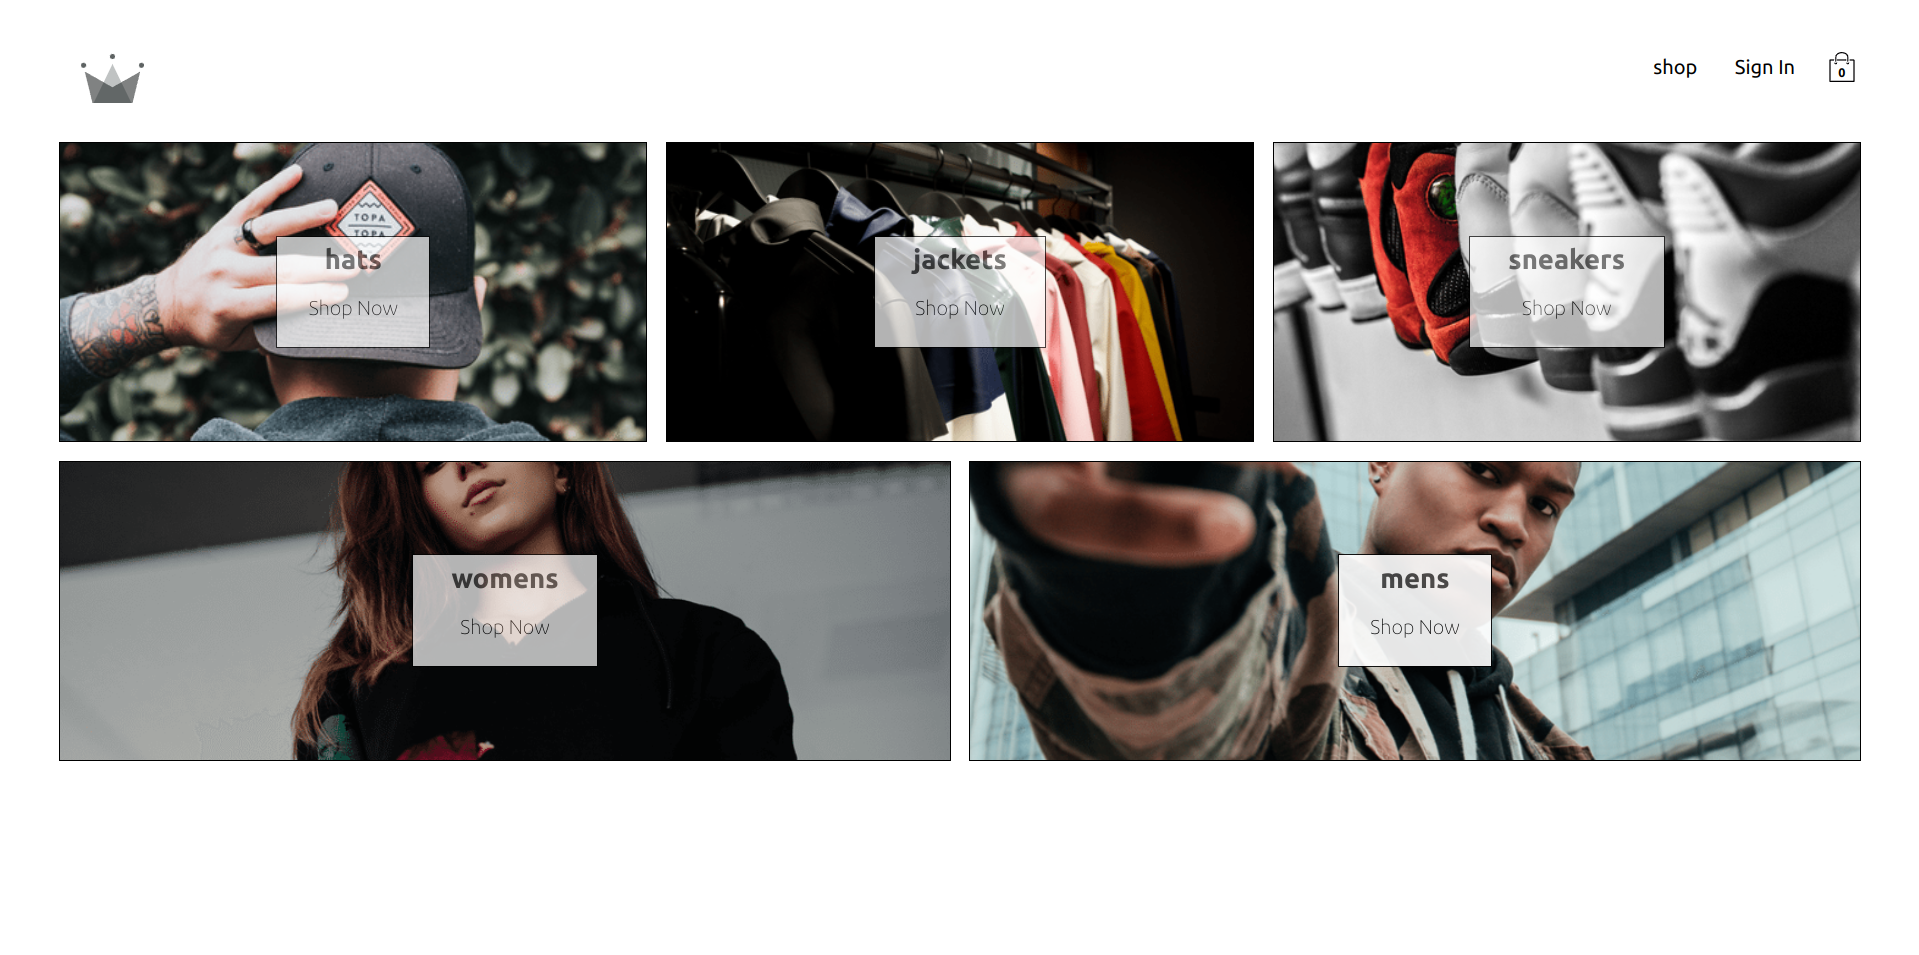 shop
Sign In
0
TOPA
TOPA
hats
Shop Now
jackets
Shop Now
sneakers
Shop Now
womens
Shop Now
mens
Shop Now